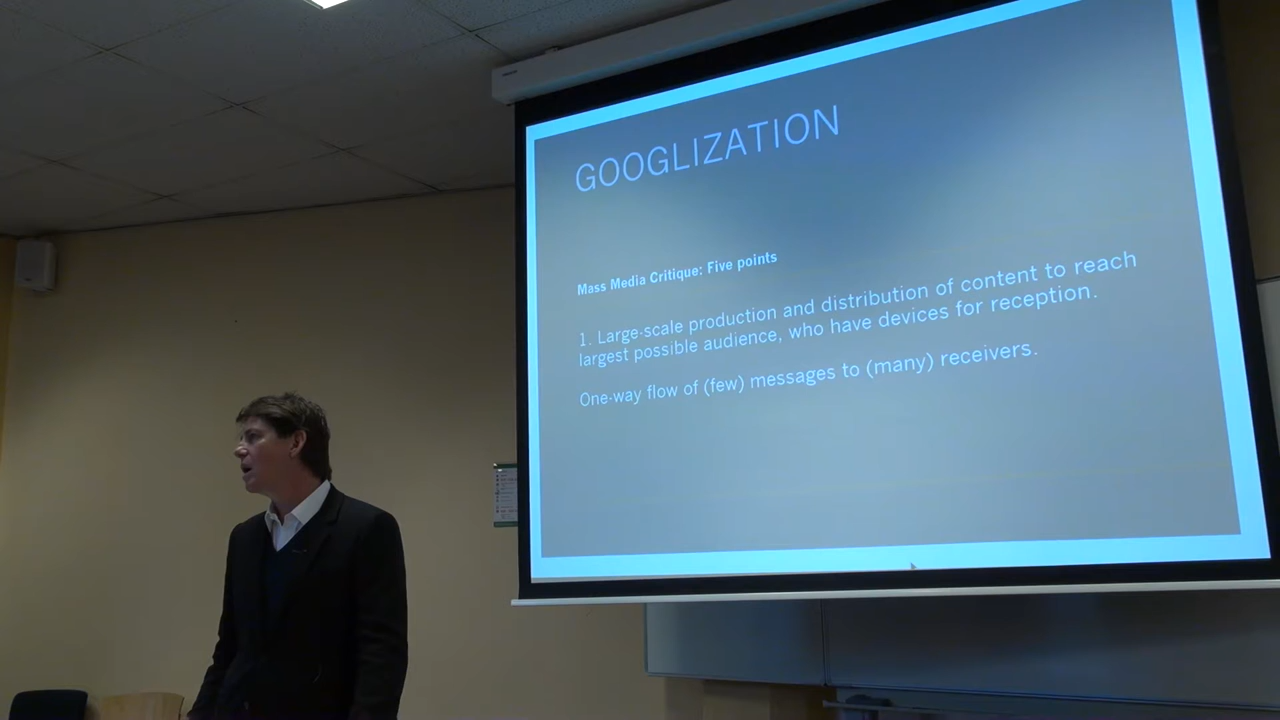 GOOGLIZATION
Mass Media Critique: Five points
1. Large-scale production and distribution of content to reach
largest possible audience, who have devices for reception.
One-way flow of (few) messages to (many) receivers.